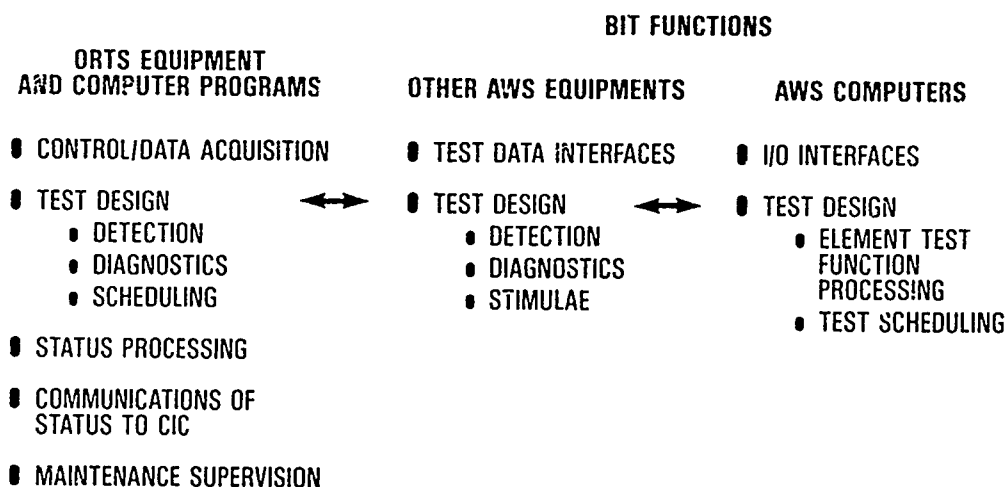 BIT FUNCTIONS
ORTS EQUIPMENT
AND COMPUTER PROGRAMS
• CONTROL/DATA ACQUISITION
• TEST DESIGN
• DETECTION
• DIAGNOSTICS
• SCHEDULING
• STATUS PROCESSING
• COMMUNICATIONS OF
STATUS TO CIC
• MAINTENANCE SUPERVISION
OTHER AWS EQUIPMENTS
• TEST DATA INTERFACES
• TEST DESIGN
• DETECTION
• DIAGNOSTICS
• STIMULAE
AWS COMPUTERS
• I/O INTERFACES
• TEST DESIGN
• ELEMENT TEST
FUNCTION
PROCESSING
• TEST SCHEDULING